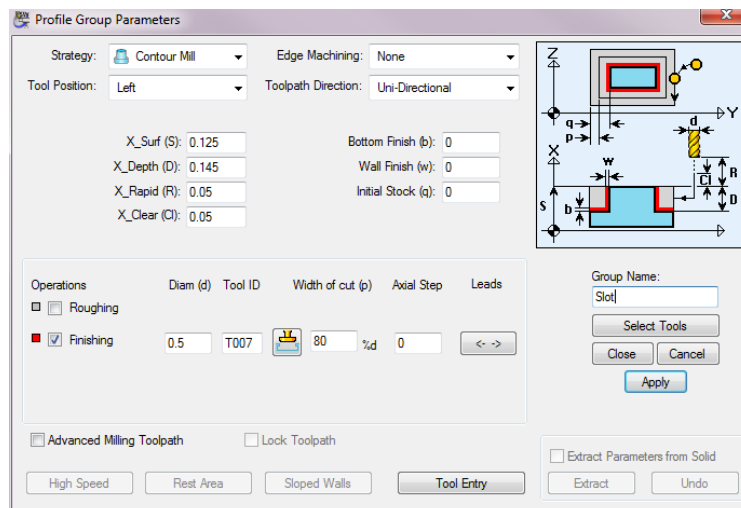 Profile Group Parameters
Strategy: Contour Mill Edge Machining: None
Tool Position: Left Toolpath Direction: Uni-Directional
X_Surf (S): 0.125 Bottom Finish (b): 0
X_Depth (D): 0.145 Wall Finish (w): 0
X_Rapid (R): 0.05 Initial Stock (q): 0
X_Clear (Cl): 0.05
Z
q
p
Y
d
X
w
Cl
R
S
b
D
Operations Diam (d) Tool ID Width of cut (p) Axial Step Leads
Roughing
Finishing 0.5 T007 80 %d 0 <- ->
Group Name:
Slot
Select Tools
Close Cancel
Apply
Advanced Milling Toolpath Lock Toolpath
Extract Parameters from Solid
High Speed Rest Area Sloped Walls Tool Entry Extract Undo